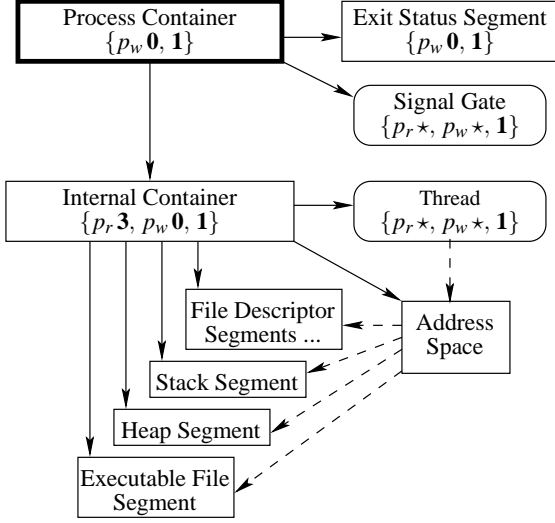 Process Container
{p_w 0, 1}
Exit Status Segment
{p_w 0, 1}
Signal Gate
{p_r ⋆, p_w ⋆, 1}
Internal Container
{p_r 3, p_w 0, 1}
Thread
{p_r ⋆, p_w ⋆, 1}
File Descriptor
Segments ...
Address
Space
Stack Segment
Heap Segment
Executable File
Segment